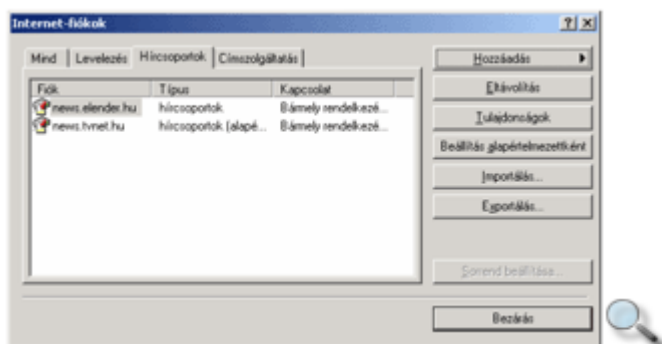 Internet-fiókok
Mind Levelezés Hírcsoportok Címszolgáltatás
Fiók Típus Kapcsolat
news.elender.hu hírcsoportok Bármely rendelkezé...
news.tvnet.hu hírcsoportok (alapé... Bármely rendelkezé...
Hozzáadás
Eltávolítás
Tulajdonságok
Beállítás alapértelmezettként
Importálás...
Exportálás...
Sorrend beállítása...
Bezárás